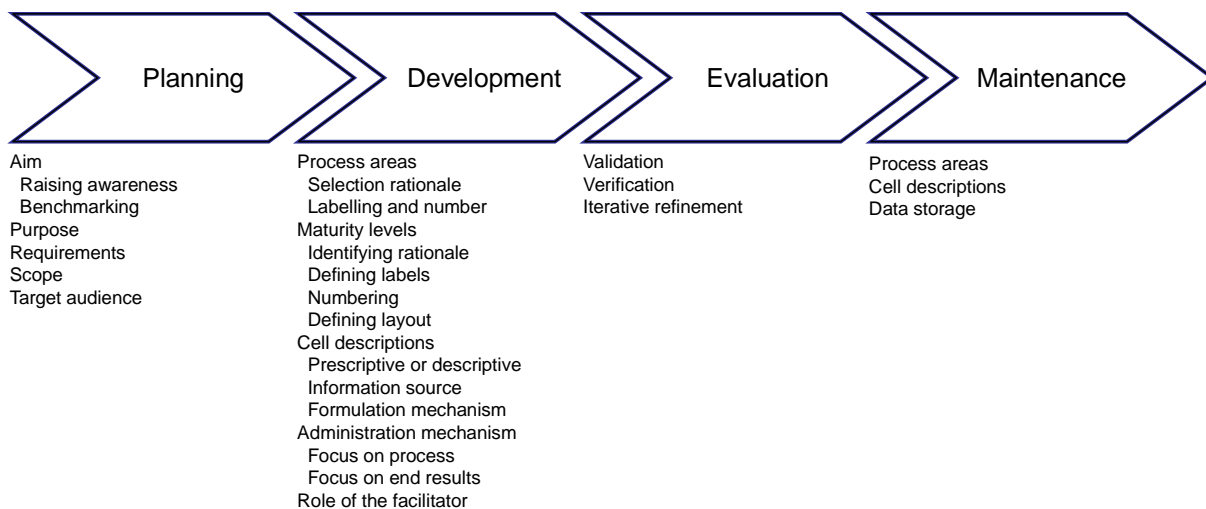 Planning
Development
Evaluation
Maintenance
Aim
Raising awareness
Benchmarking
Purpose
Requirements
Scope
Target audience
Process areas
Selection rationale
Labelling and number
Maturity levels
Identifying rationale
Defining labels
Numbering
Defining layout
Cell descriptions
Prescriptive or descriptive
Information source
Formulation mechanism
Administration mechanism
Focus on process
Focus on end results
Role of the facilitator
Validation
Verification
Iterative refinement
Process areas
Cell descriptions
Data storage